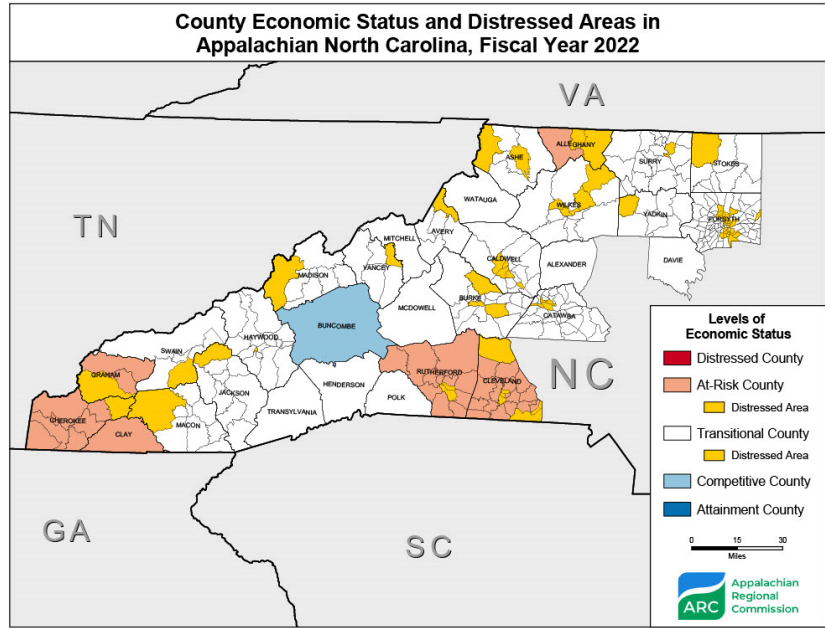 County Economic Status and Distressed Areas in
Appalachian North Carolina, Fiscal Year 2022
VA
TN
NC
GA
SC
ASHE
ALLEGHANY
SURRY
STOKES
WATAUGA
WILKES
YADKIN
FORSYTH
AVERY
MITCHELL
CALDWELL
ALEXANDER
DAVIE
MADISON
YANCEY
BURKE
CATAWBA
MCDOWELL
BUNCOMBE
HAYWOOD
SWAIN
GRAHAM
RUTHERFORD
CLEVELAND
HENDERSON
POLK
JACKSON
TRANSYLVANIA
CHEROKEE
CLAY
MACON
Levels of
Economic Status
Distressed County
At-Risk County
Distressed Area
Transitional County
Distressed Area
Competitive County
Attainment County
0 15 30
Miles
ARC
Appalachian
Regional
Commission